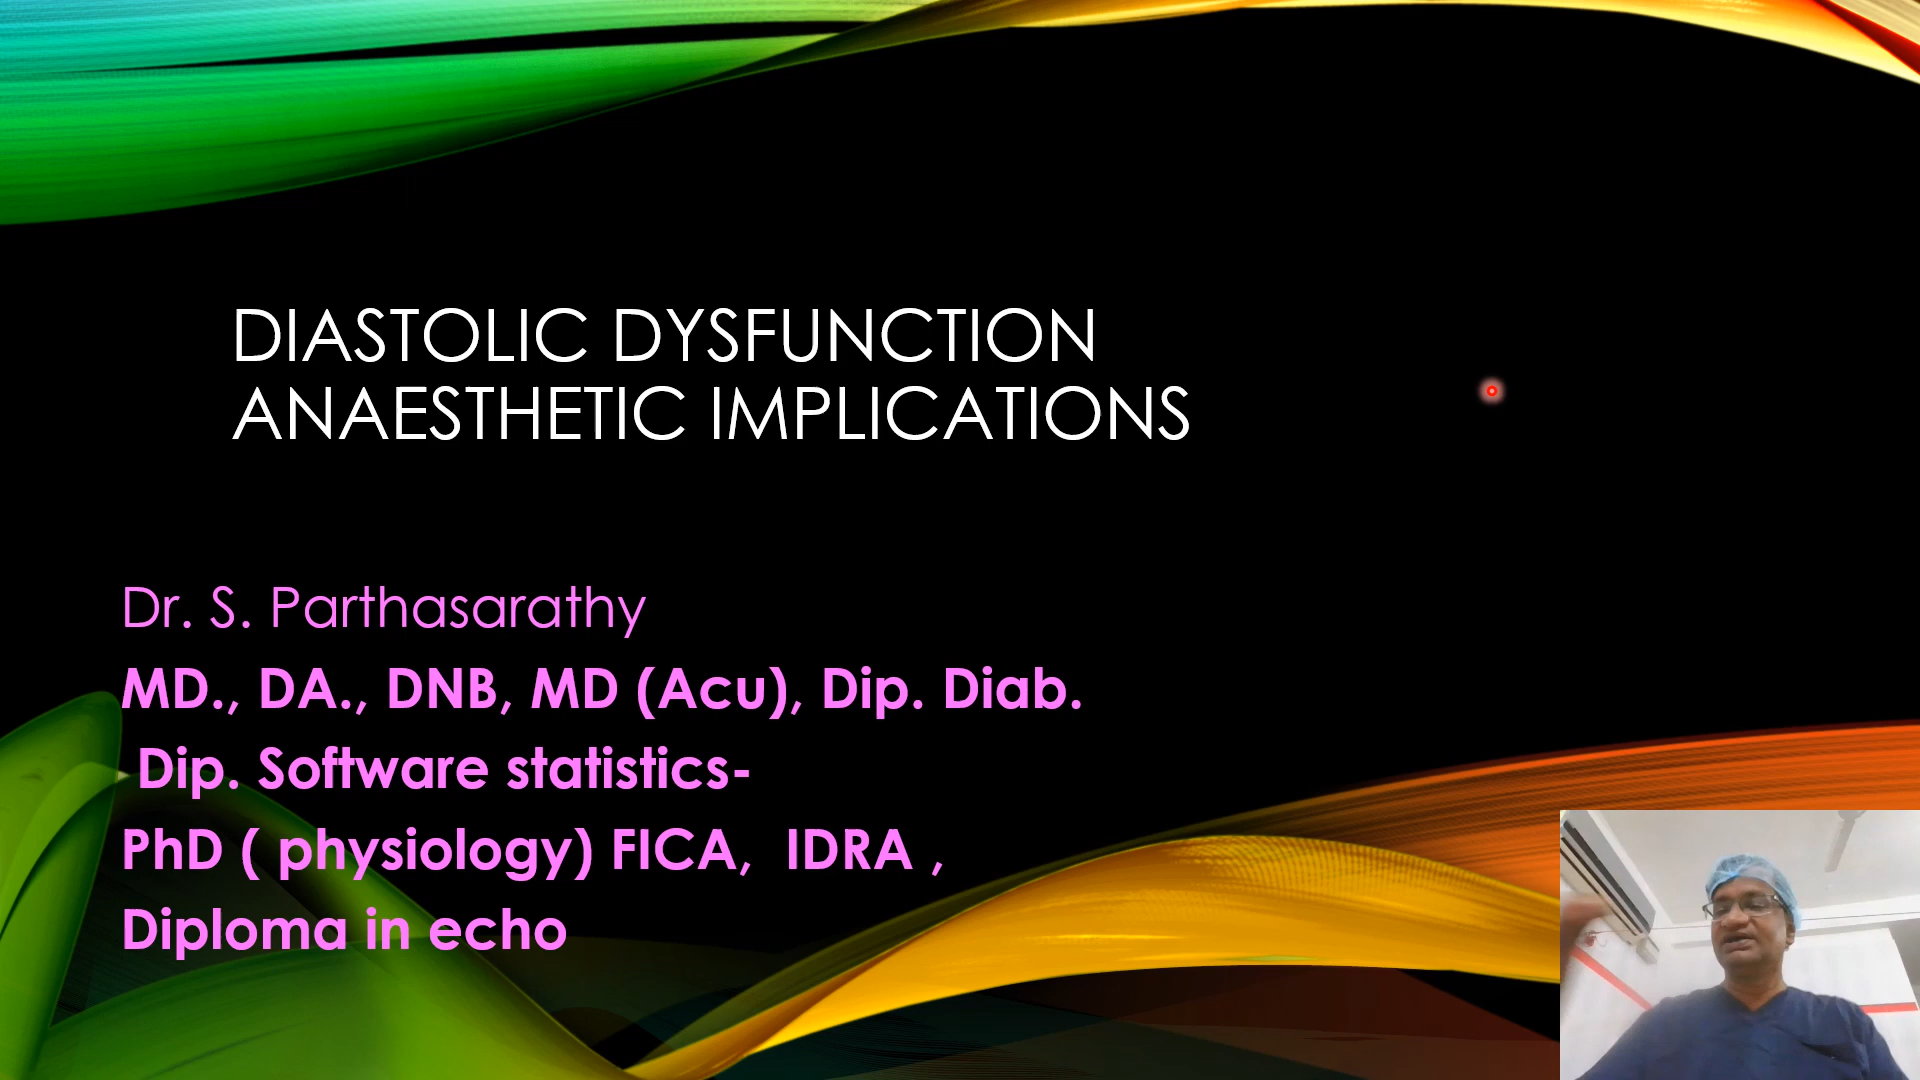 DIASTOLIC DYSFUNCTION
ANAESTHETIC IMPLICATIONS
Dr. S. Parthasarathy
MD., DA., DNB, MD (Acu), Dip. Diab.
Dip. Software statistics-
PhD ( physiology) FICA, IDRA ,
Diploma in echo